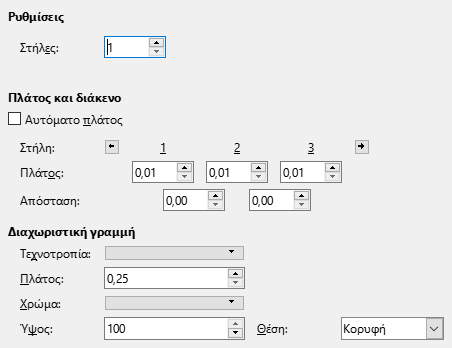 Ρυθμίσεις
Στήλες: 1
Πλάτος και διάκενο
Αυτόματο πλάτος
Στήλη: 1 2 3
Πλάτος: 0,01 0,01 0,01
Απόσταση: 0,00 0,00
Διαχωριστική γραμμή
Τεχνοτροπία:
Πλάτος: 0,25
Χρώμα:
Ύψος: 100 Θέση: Κορυφή